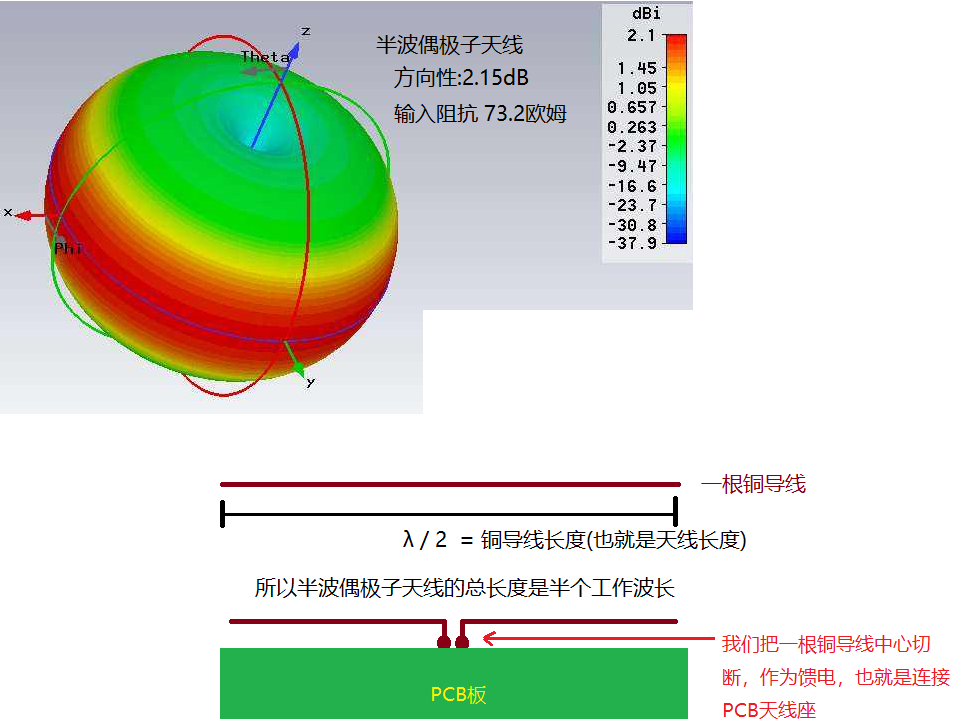 dBi
z
Theta
半波偶极子天线
2.1
方向性:2.15dB
1.45
1.05
输入阻抗 73.2欧姆
0.657
0.263
-2.37
-9.47
-16.6
x
-23.7
-30.8
Phi
-37.9
y
一根铜导线
λ / 2 = 铜导线长度(也就是天线长度)
所以半波偶极子天线的总长度是半个工作波长
我们把一根铜导线中心切
断，作为馈电，也就是连接
PCB天线座
PCB板